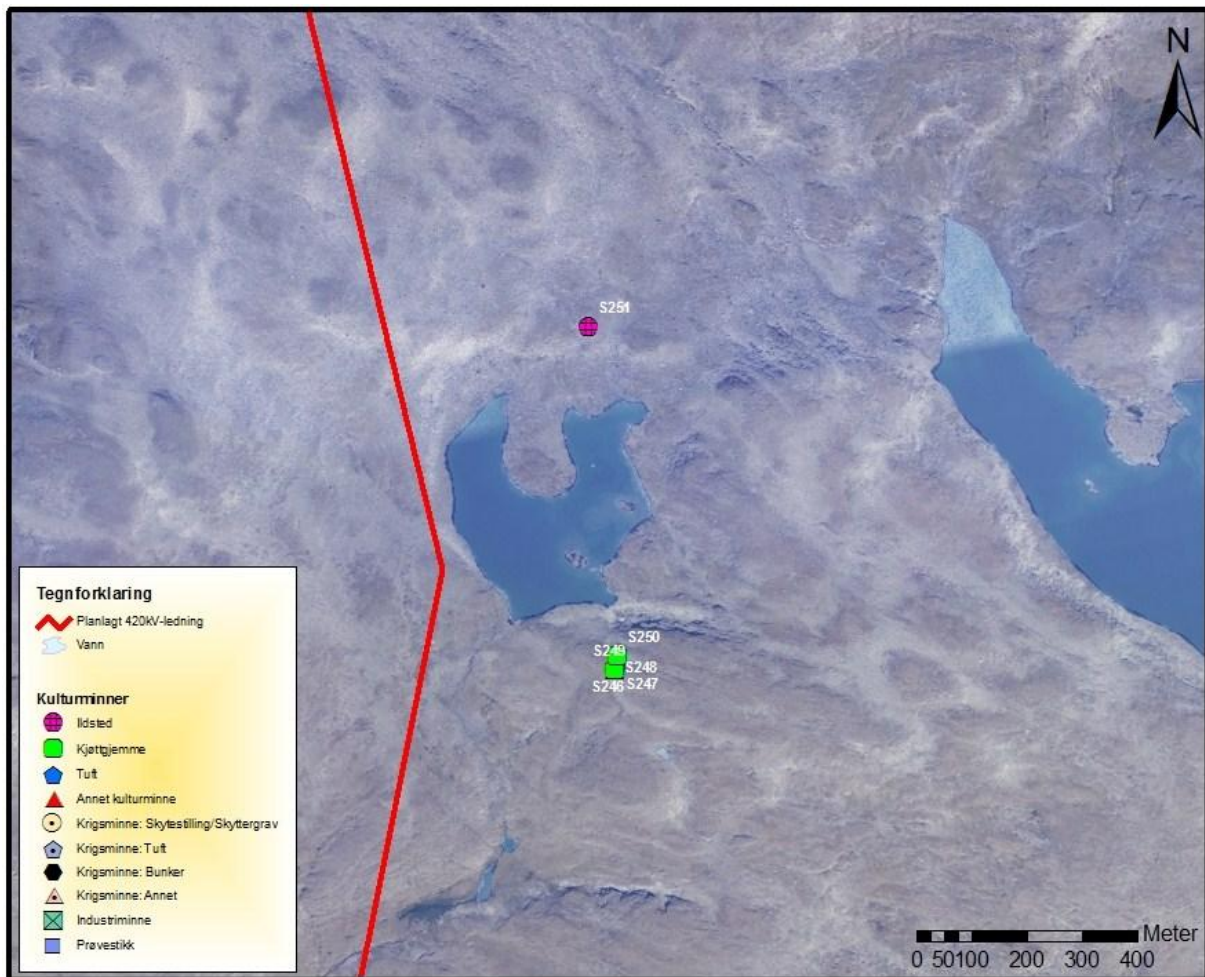 N
S251
S250
S249
S248
S246 S247
Tegnforklaring
Planlagt 420kV-ledning
Vann
Kulturminner
Ildsted
Kjøttgjemme
Tuft
Annet kulturminne
Krigsminne: Skytestilling/Skyttergrav
Krigsminne: Tuft
Krigsminne: Bunker
Krigsminne: Annet
Industriminne
Prøvestikk
Meter
0 50100 200 300 400